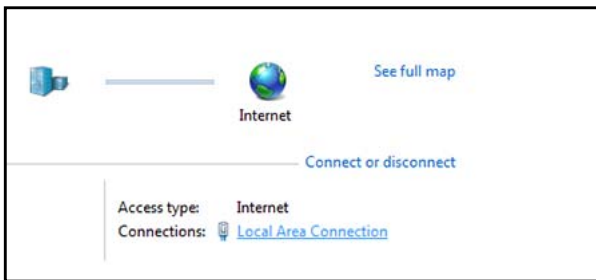 See full map
Internet
Connect or disconnect
Access type: Internet
Connections: Local Area Connection